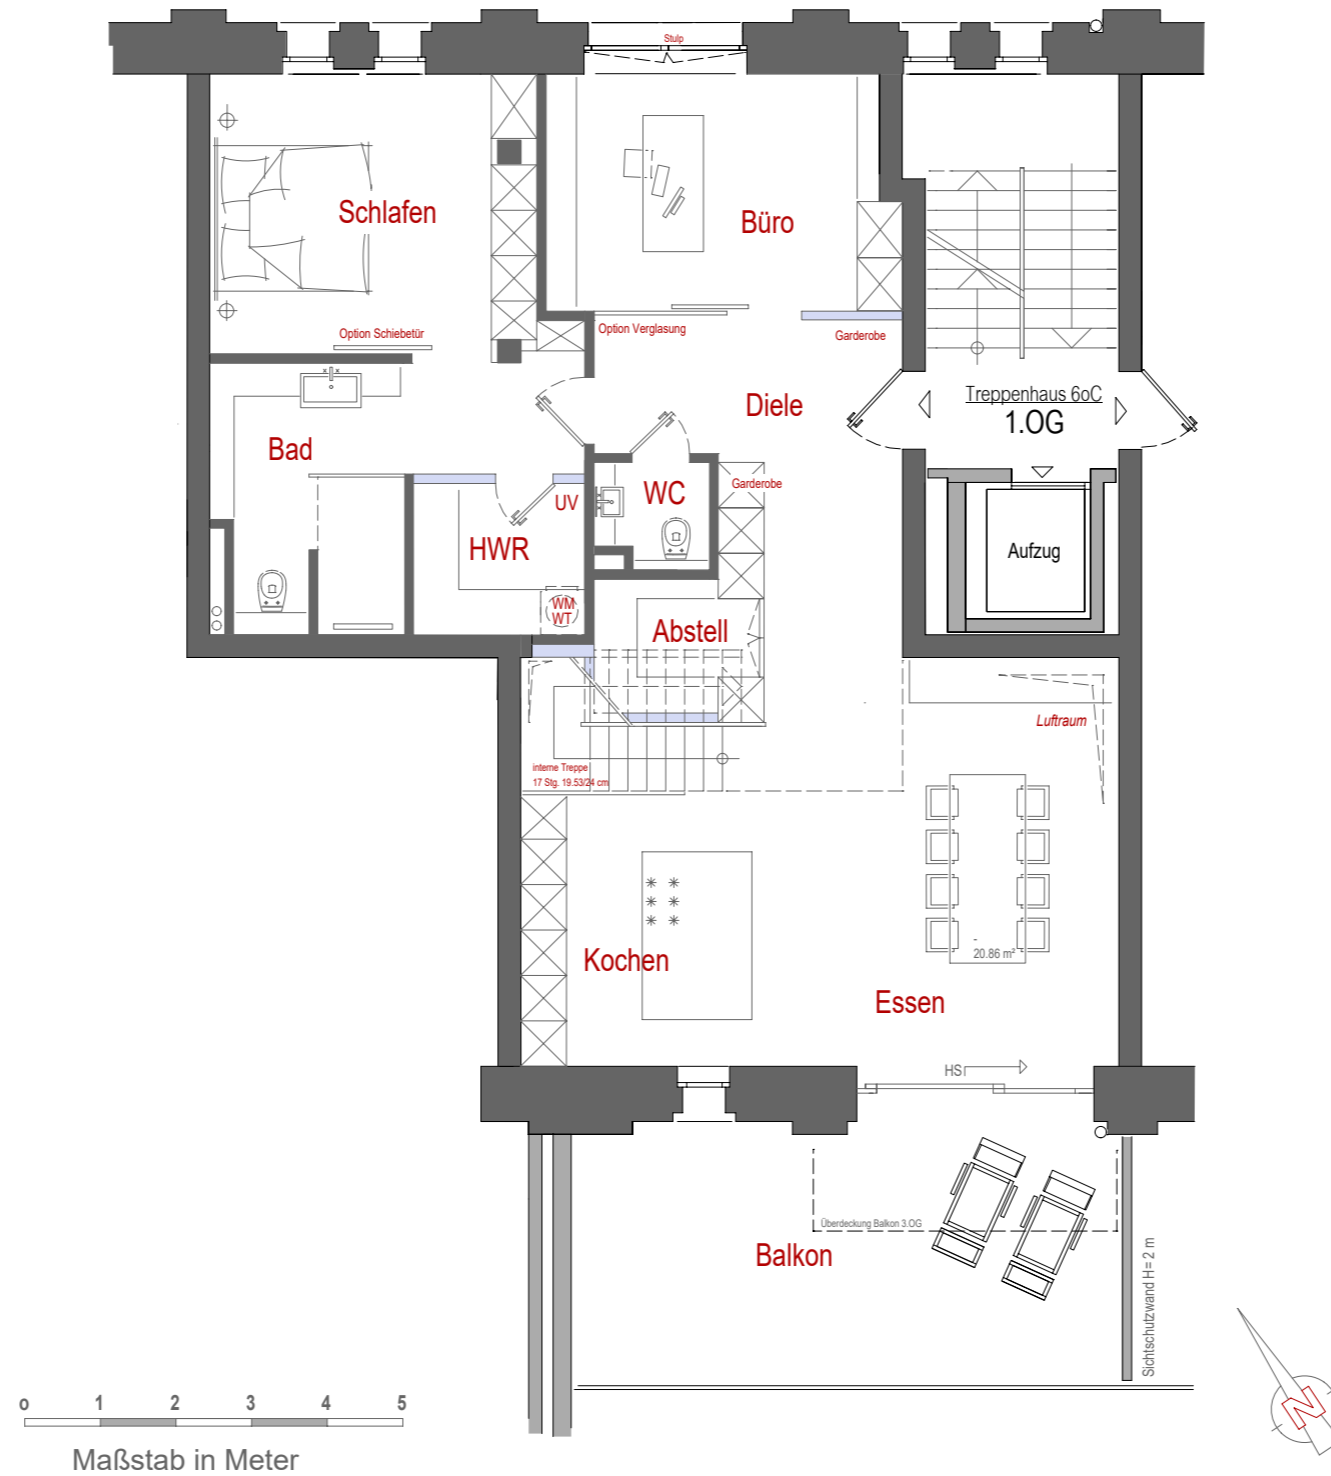 Stulp
Schlafen
Büro
Option Schiebetür
Option Verglasung
Garderobe
Treppenhaus 6oC
1.OG
Diele
Bad
WC
Garderobe
UV
HWR
Aufzug
WM
WT
Abstell
Luftraum
interne Treppe
17 Stg. 19.53/24 cm
Kochen
20.86 m²
Essen
HS
Überdeckung Balkon 3.OG
Balkon
Sichtschutzwand H= 2 m
o 1 2 3 4 5
Maßstab in Meter
N